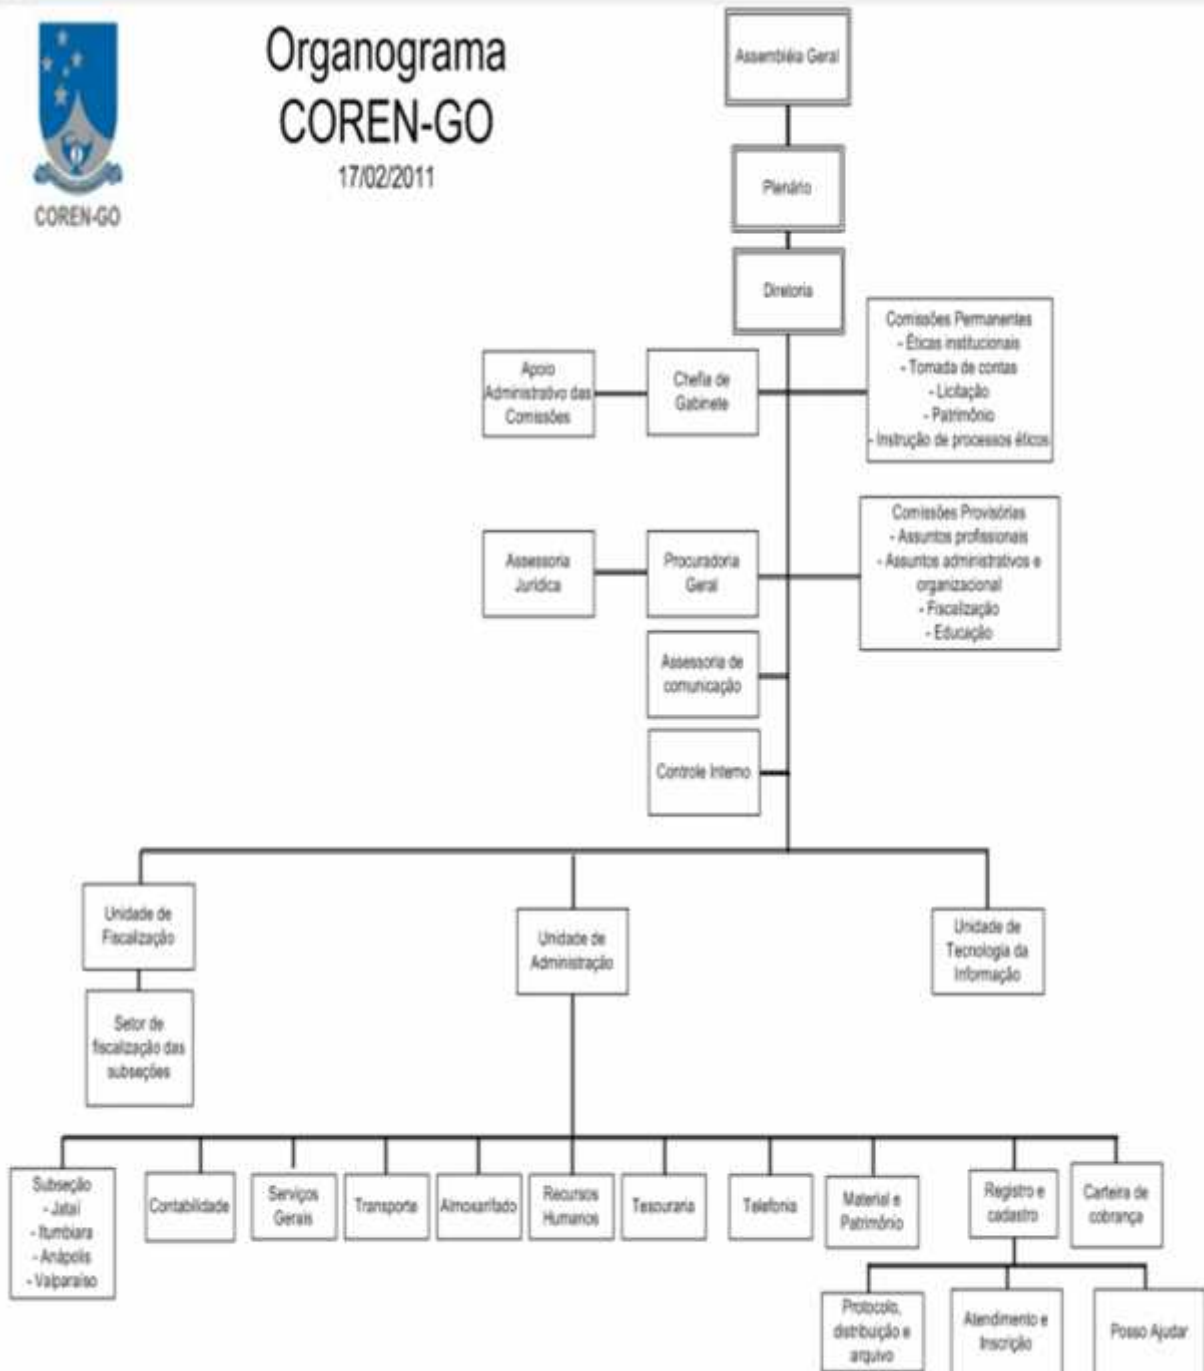 Organograma
COREN-GO
17/02/2011
COREN-GO
Assembléia Geral
Plenário
Diretoria
Comissões Permanentes
- Éticas institucionais
- Tomada de contas
- Licitação
- Patrimônio
- Instrução de processos éticos
Apoio
Administrativo das
Comissões
Chefia de
Gabinete
Comissões Provisórias
- Assuntos profissionais
- Assuntos administrativos e
organizacional
- Fiscalização
- Educação
Assessoria
Jurídica
Procuradoria
Geral
Assessoria de
comunicação
Controle Interno
Unidade de
Fiscalização
Unidade de
Administração
Unidade de
Tecnologia da
Informação
Setor de
fiscalização das
subseções
Subseção
- Jataí
- Itumbiara
- Anápolis
- Valparaíso
Contabilidade
Serviços
Gerais
Transporte
Almoxarifado
Recursos
Humanos
Tesouraria
Telefonia
Material e
Patrimônio
Registro e
cadastro
Carteira de
cobrança
Protocolo,
distribuição e
arquivo
Atendimento e
Inscrição
Posso Ajudar